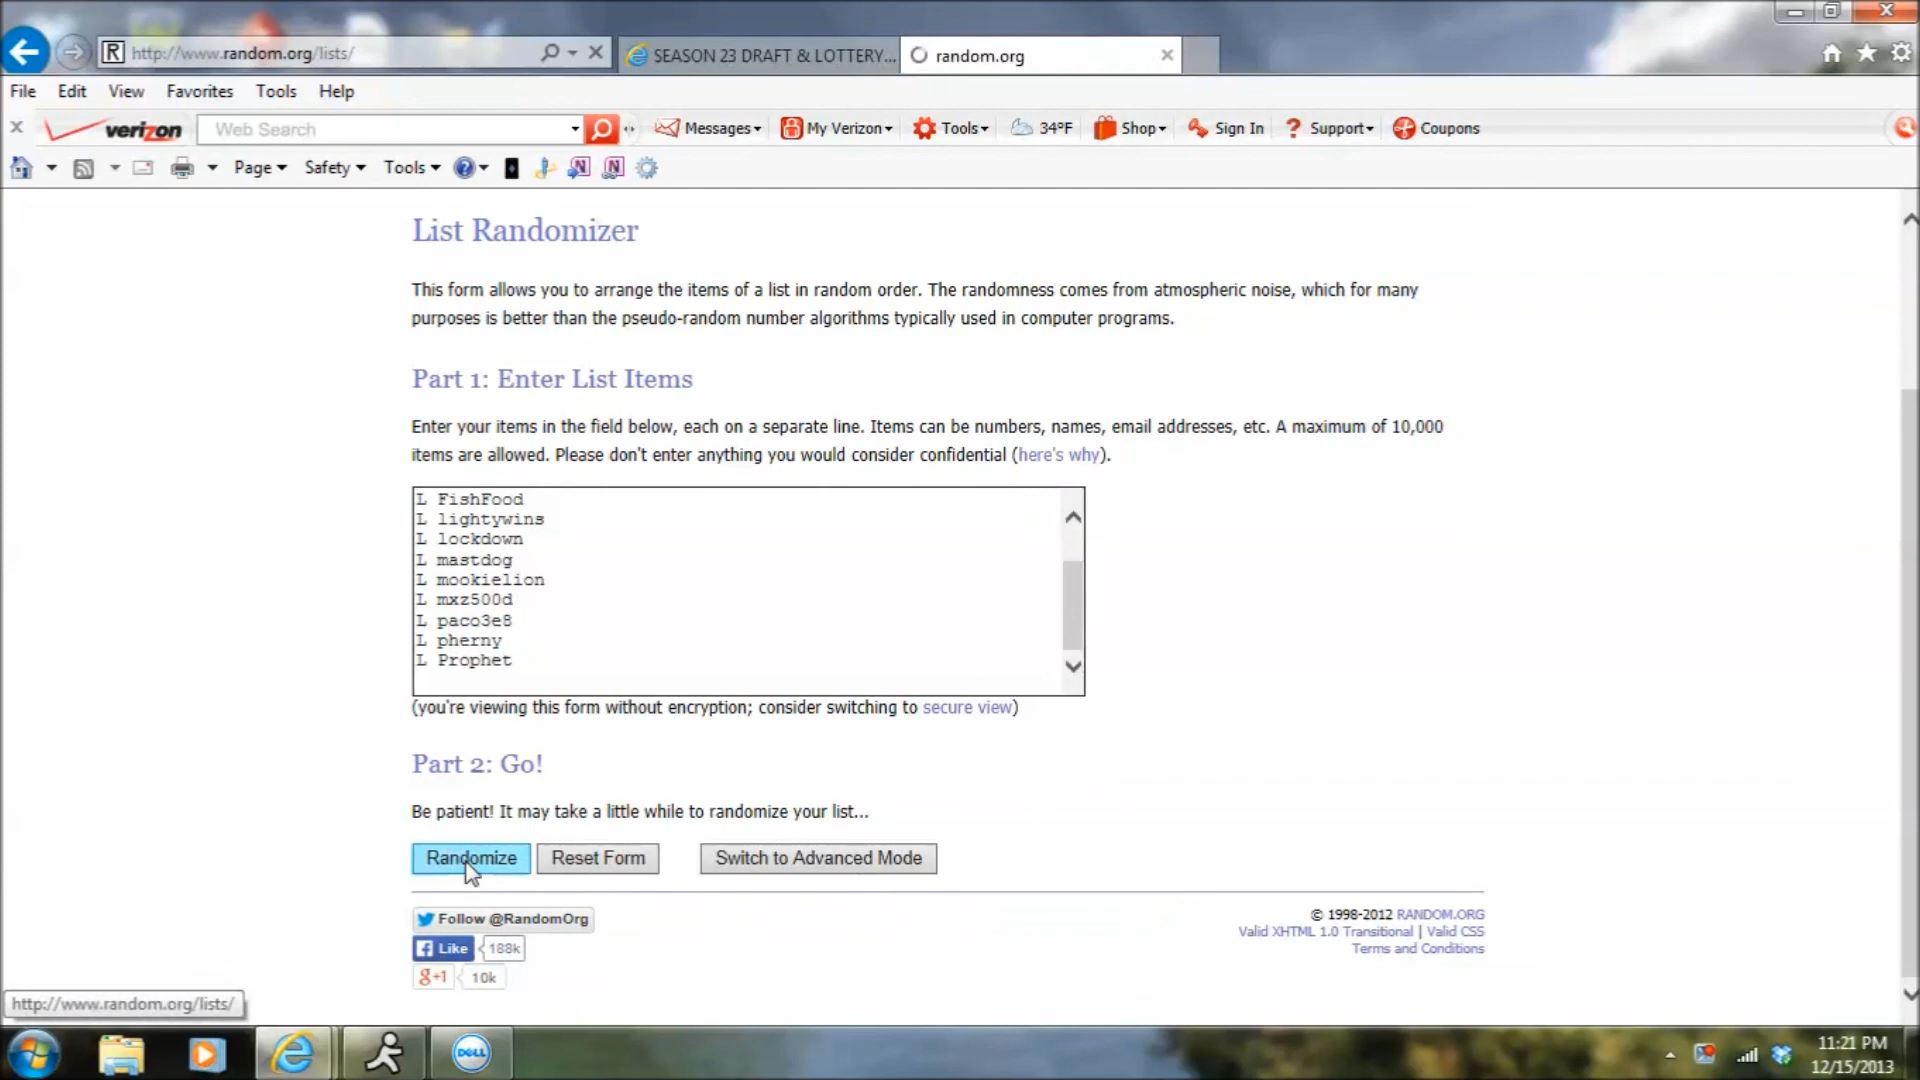 http://www.random.org/lists/
SEASON 23 DRAFT & LOTTERY...
random.org
File Edit View Favorites Tools Help
verizon Web Search Messages My Verizon Tools 34°F Shop Sign In Support Coupons
Page Safety Tools
List Randomizer
This form allows you to arrange the items of a list in random order. The randomness comes from atmospheric noise, which for many
purposes is better than the pseudo-random number algorithms typically used in computer programs.
Part 1: Enter List Items
Enter your items in the field below, each on a separate line. Items can be numbers, names, email addresses, etc. A maximum of 10,000
items are allowed. Please don't enter anything you would consider confidential (here's why).
L FishFood
L lightywins
L lockdown
L mastdog
L mookielion
L mxz500d
L paco3e8
L pherny
L Prophet
(you're viewing this form without encryption; consider switching to secure view)
Part 2: Go!
Be patient! It may take a little while to randomize your list...
Randomize Reset Form Switch to Advanced Mode
Follow @RandomOrg
Like 188k
g+1 10k
© 1998-2012 RANDOM.ORG
Valid XHTML 1.0 Transitional | Valid CSS
Terms and Conditions
http://www.random.org/lists/
DELL
11:21 PM
12/15/2013